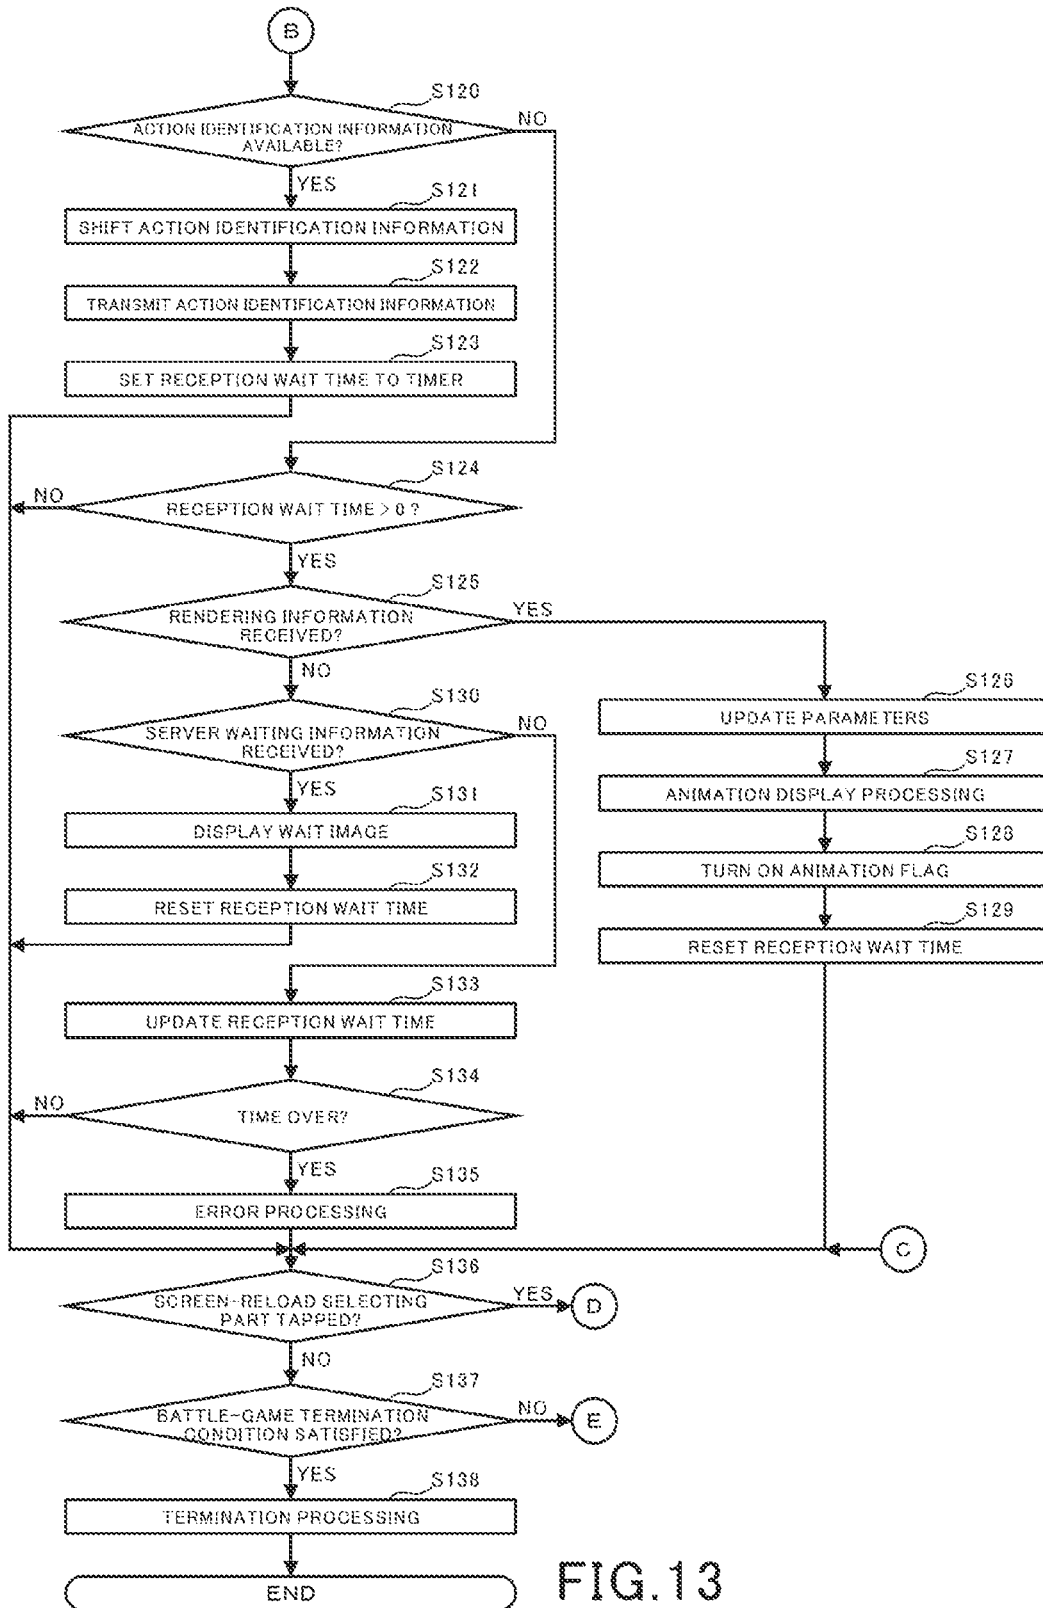 B
S120
ACTION IDENTIFICATION INFORMATION
AVAILABLE?
NO
YES
S121
SHIFT ACTION IDENTIFICATION INFORMATION
S122
TRANSMIT ACTION IDENTIFICATION INFORMATION
S123
SET RECEPTION WAIT TIME TO TIMER
S124
NO
RECEPTION WAIT TIME > 0 ?
YES
S125
RENDERING INFORMATION
RECEIVED?
YES
NO
S126
UPDATE PARAMETERS
S127
ANIMATION DISPLAY PROCESSING
S128
TURN ON ANIMATION FLAG
S129
RESET RECEPTION WAIT TIME
S130
SERVER WAITING INFORMATION
RECEIVED?
NO
YES
S131
DISPLAY WAIT IMAGE
S132
RESET RECEPTION WAIT TIME
S133
UPDATE RECEPTION WAIT TIME
S134
NO
TIME OVER?
YES
S135
ERROR PROCESSING
C
S136
SCREEN-RELOAD SELECTING
PART TAPPED?
YES
D
NO
S137
BATTLE-GAME TERMINATION
CONDITION SATISFIED?
NO
E
YES
S138
TERMINATION PROCESSING
END
FIG.13